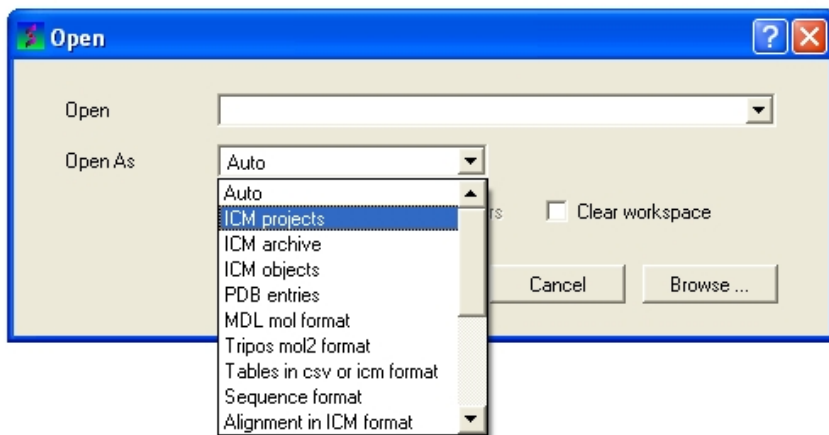 Open
Open
Open As
Auto
Auto
ICM projects
rs
Clear workspace
ICM archive
ICM objects
PDB entries
Cancel
Browse ...
MDL mol format
Tripos mol2 format
Tables in csv or icm format
Sequence format
Alignment in ICM format